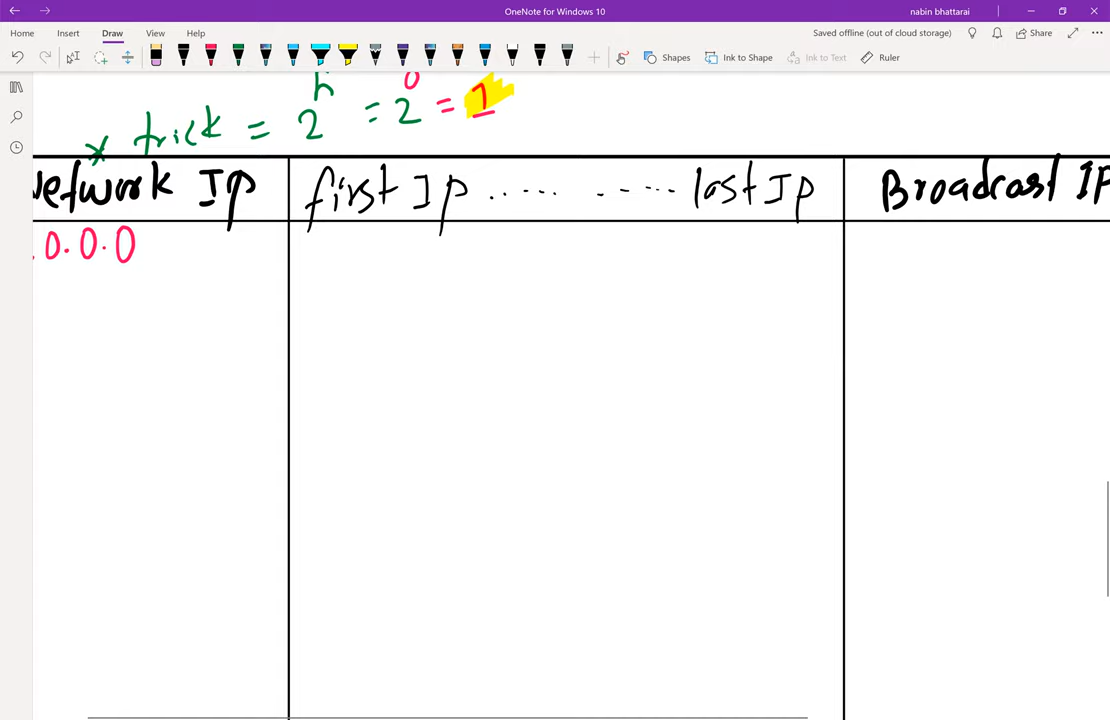 OneNote for Windows 10
nabin bhattarai
Home Insert Draw View Help
Saved offline (out of cloud storage)
Share
Shapes Ink to Shape Ink to Text Ruler
* trick = 2^h = 2^0 = 1
Network Ip first Ip ..... ..... last Ip Broadcast IP
.0.0.0